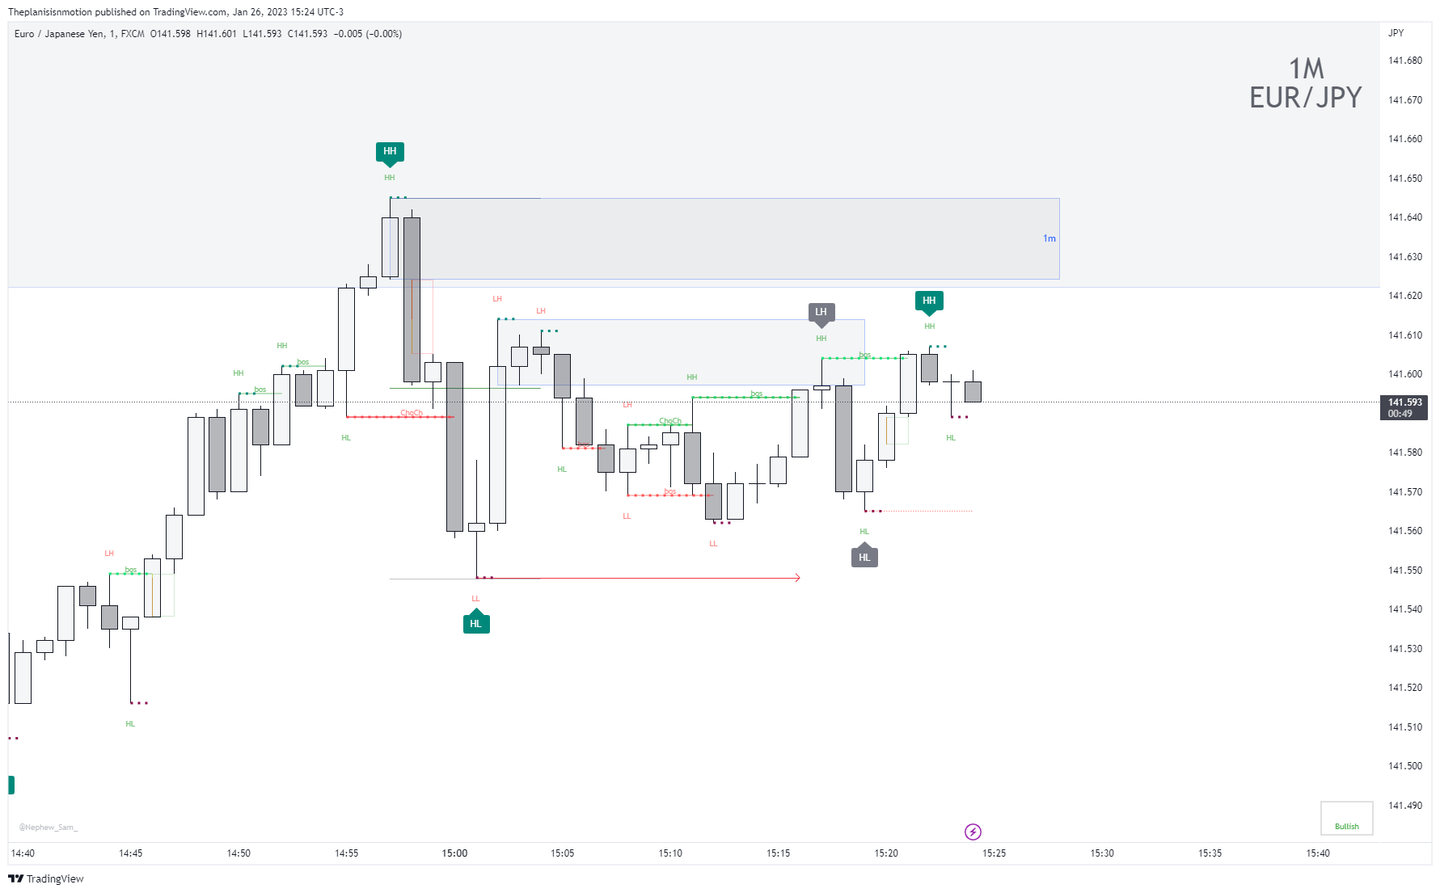 Theplanisisnmotion published on TradingView.com, Jan 26, 2023 15:24 UTC-3
Euro / Japanese Yen, 1, FXCM O141.598 H141.601 L141.593 C141.593 −0.005 (−0.00%)
JPY
1M
EUR/JPY
141.680
141.670
141.660
141.650
141.640
141.630
141.620
141.610
141.600
141.593
00:49
141.580
141.570
141.560
141.550
141.540
141.530
141.520
141.510
141.500
141.490
HH
HH
1m
HH
LH
LH
LH
HH
HH
HH
bos
HH
bos
HH
bos
HH
bos
LH
ChoCh
ChoCh
HL
HL
bos
HL
bos
LL
HL
LL
HL
LH
bos
LL
HL
HL
@Nephew_Sam_
Bullish
14:40 14:45 14:50 14:55 15:00 15:05 15:10 15:15 15:20 15:25 15:30 15:35 15:40
TradingView